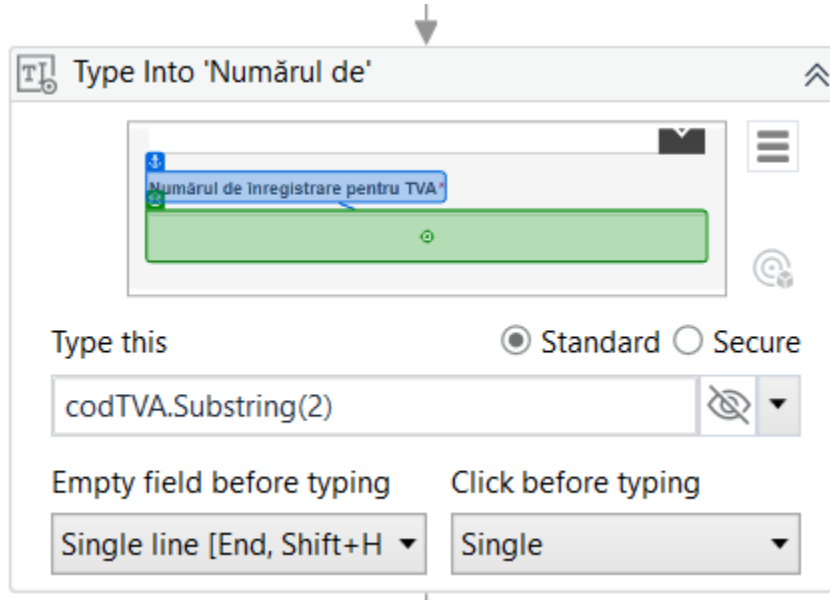 Type Into 'Numărul de'
Numărul de înregistrare pentru TVA*
Type this
Standard
Secure
codTVA.Substring(2)
Empty field before typing
Click before typing
Single line [End, Shift+H
Single